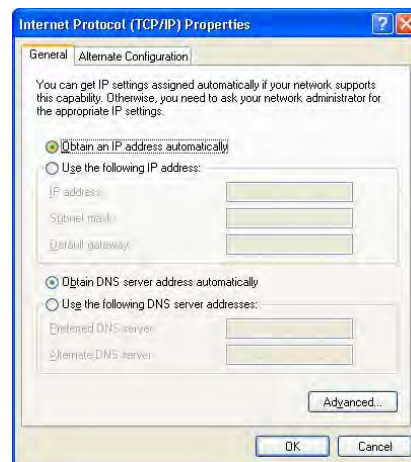 Internet Protocol (TCP/IP) Properties
General
Alternate Configuration
You can get IP settings assigned automatically if your network supports
this capability. Otherwise, you need to ask your network administrator for
the appropriate IP settings.
Obtain an IP address automatically
Use the following IP address:
IP address:
Subnet mask:
Default gateway:
Obtain DNS server address automatically
Use the following DNS server addresses:
Preferred DNS server:
Alternate DNS server:
Advanced...
OK
Cancel